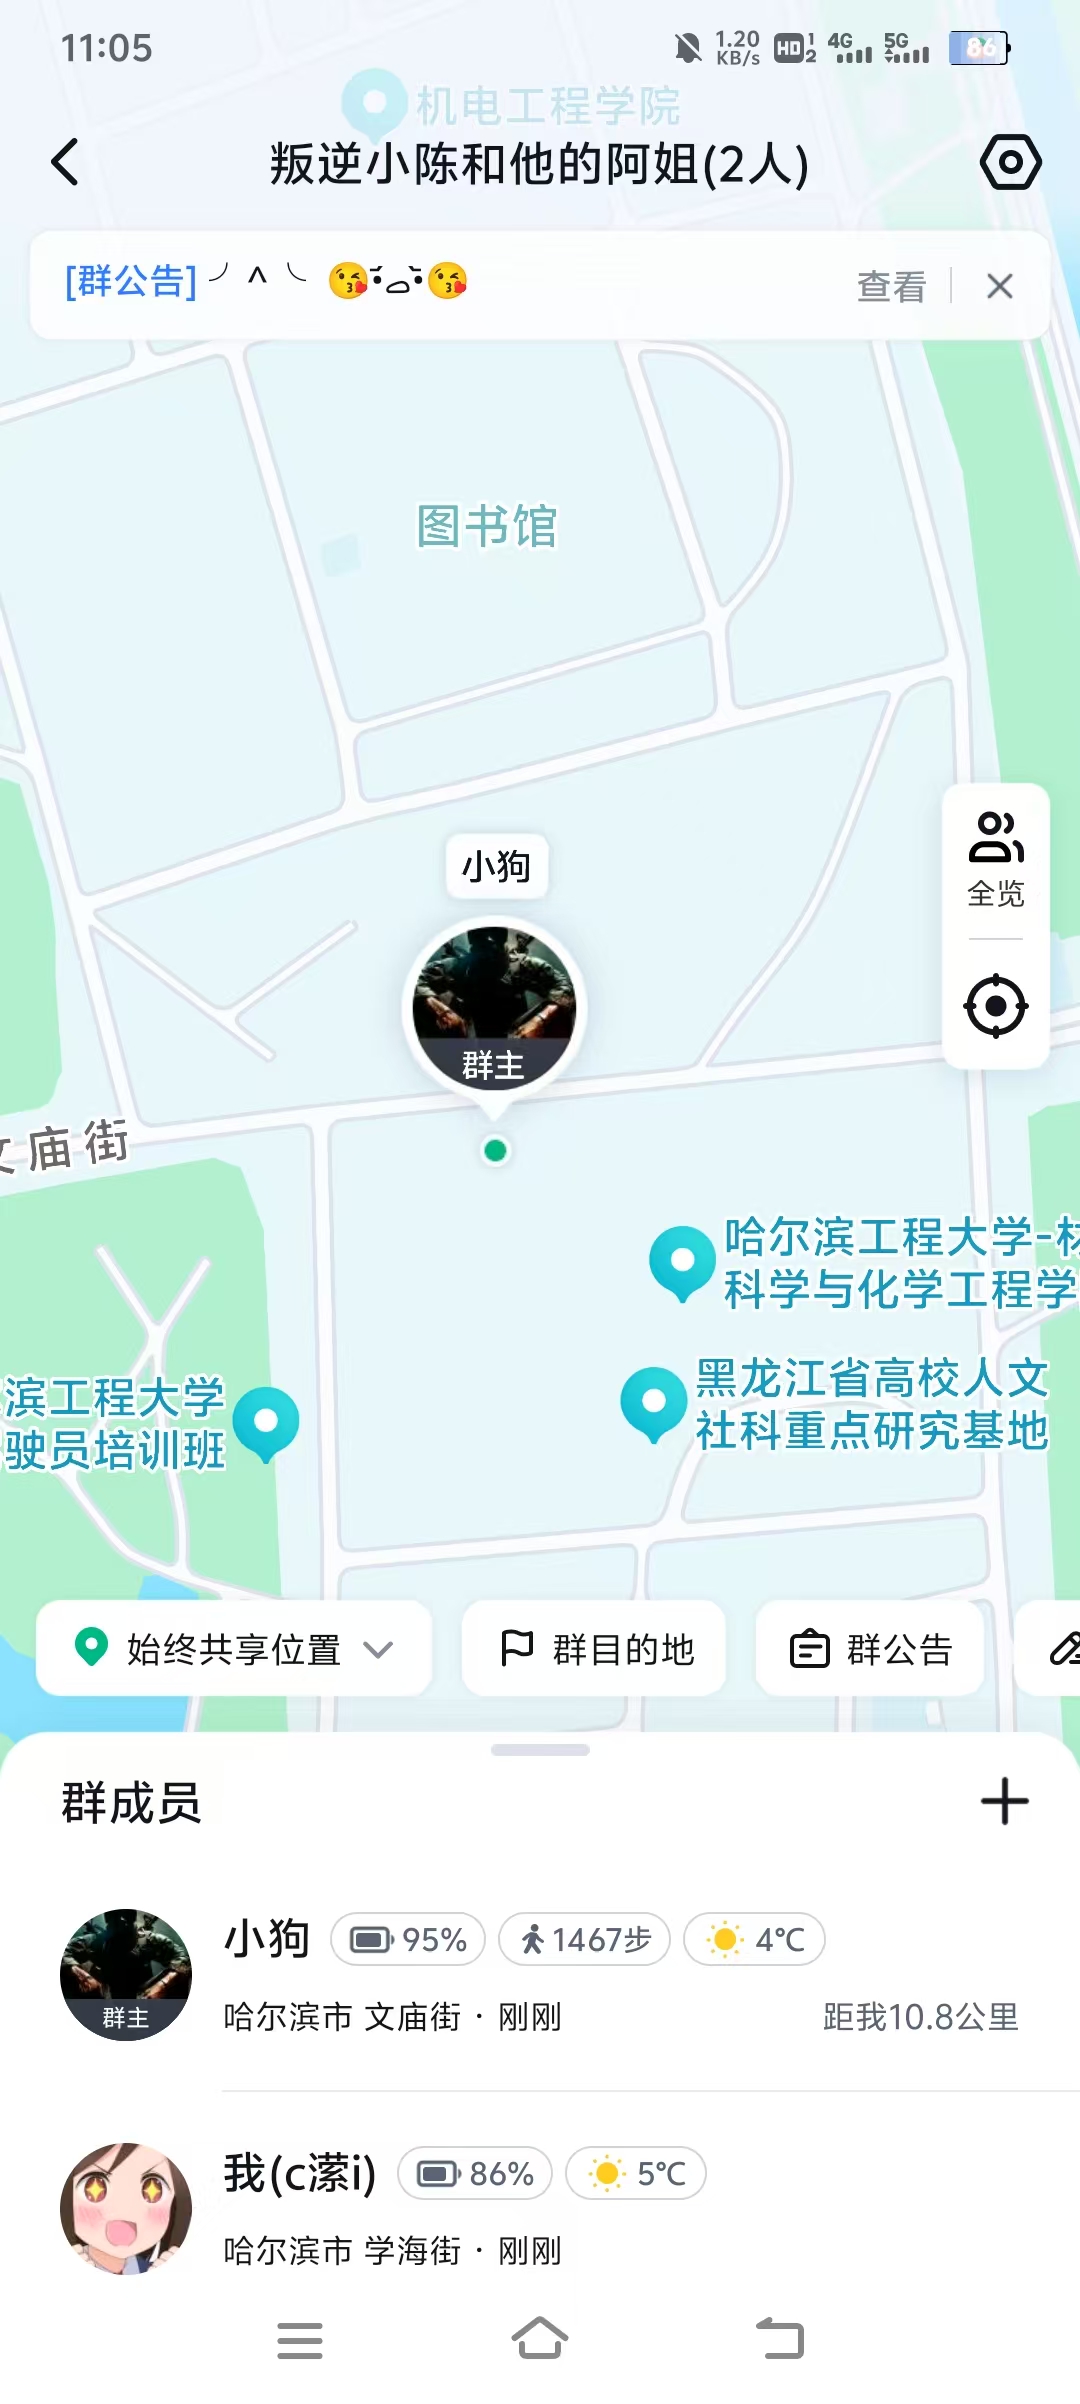 11:05
1.20 KB/s HD 1 2 4G 5G 86
机电工程学院
叛逆小陈和他的阿姐(2人)
[群公告] ╯^╰ 😘•́⌓•̀😘 查看
图书馆
小狗
全览
群主
文庙街
哈尔滨工程大学-材
科学与化学工程学
黑龙江省高校人文
社科重点研究基地
滨工程大学
驶员培训班
始终共享位置 群目的地 群公告
群成员
小狗 95% 1467步 4℃
群主
哈尔滨市 文庙街 · 刚刚 距我10.8公里
我(c潆i) 86% 5℃
哈尔滨市 学海街 · 刚刚